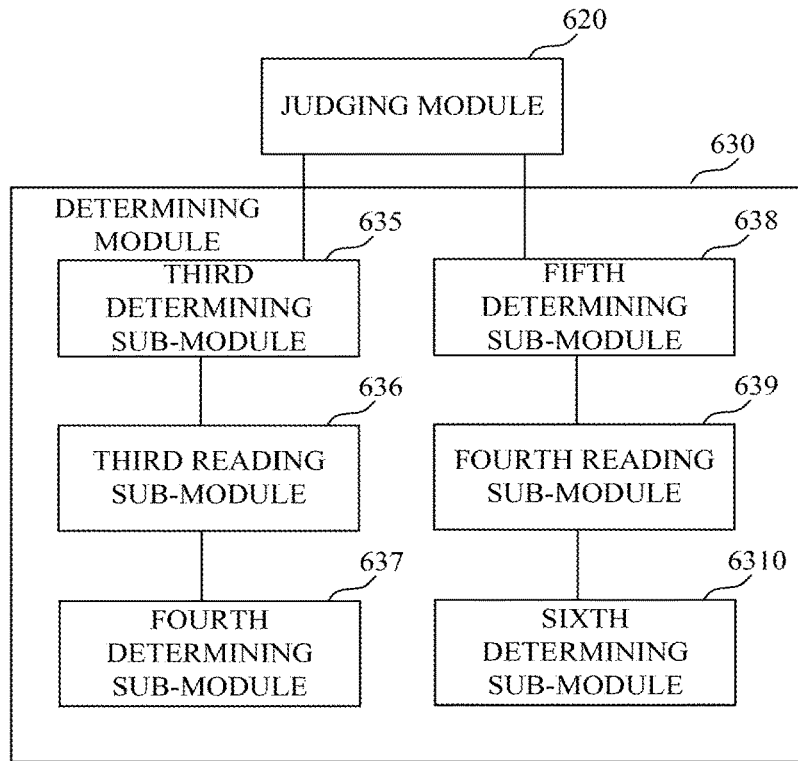 620
JUDGING MODULE
630
DETERMINING
MODULE
635
638
THIRD
DETERMINING
SUB-MODULE
FIFTH
DETERMINING
SUB-MODULE
636
639
THIRD READING
SUB-MODULE
FOURTH READING
SUB-MODULE
637
6310
FOURTH
DETERMINING
SUB-MODULE
SIXTH
DETERMINING
SUB-MODULE